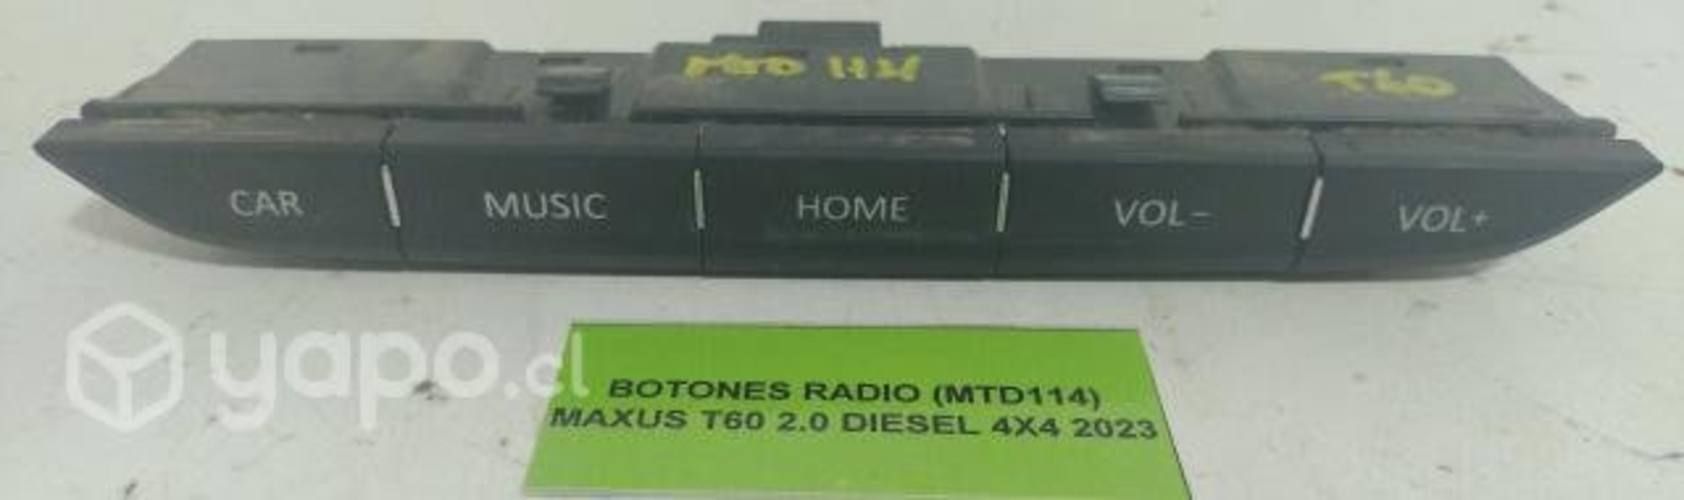 MTD 114
T60
CAR
MUSIC
HOME
VOL-
VOL+
yapo.cl
BOTONES RADIO (MTD114)
MAXUS T60 2.0 DIESEL 4X4 2023